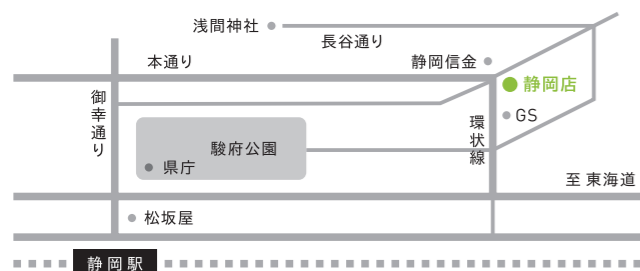 浅間神社
長谷通り
本通り
静岡信金
静岡店
御幸通り
GS
環状線
駿府公園
県庁
至 東海道
松坂屋
静岡駅